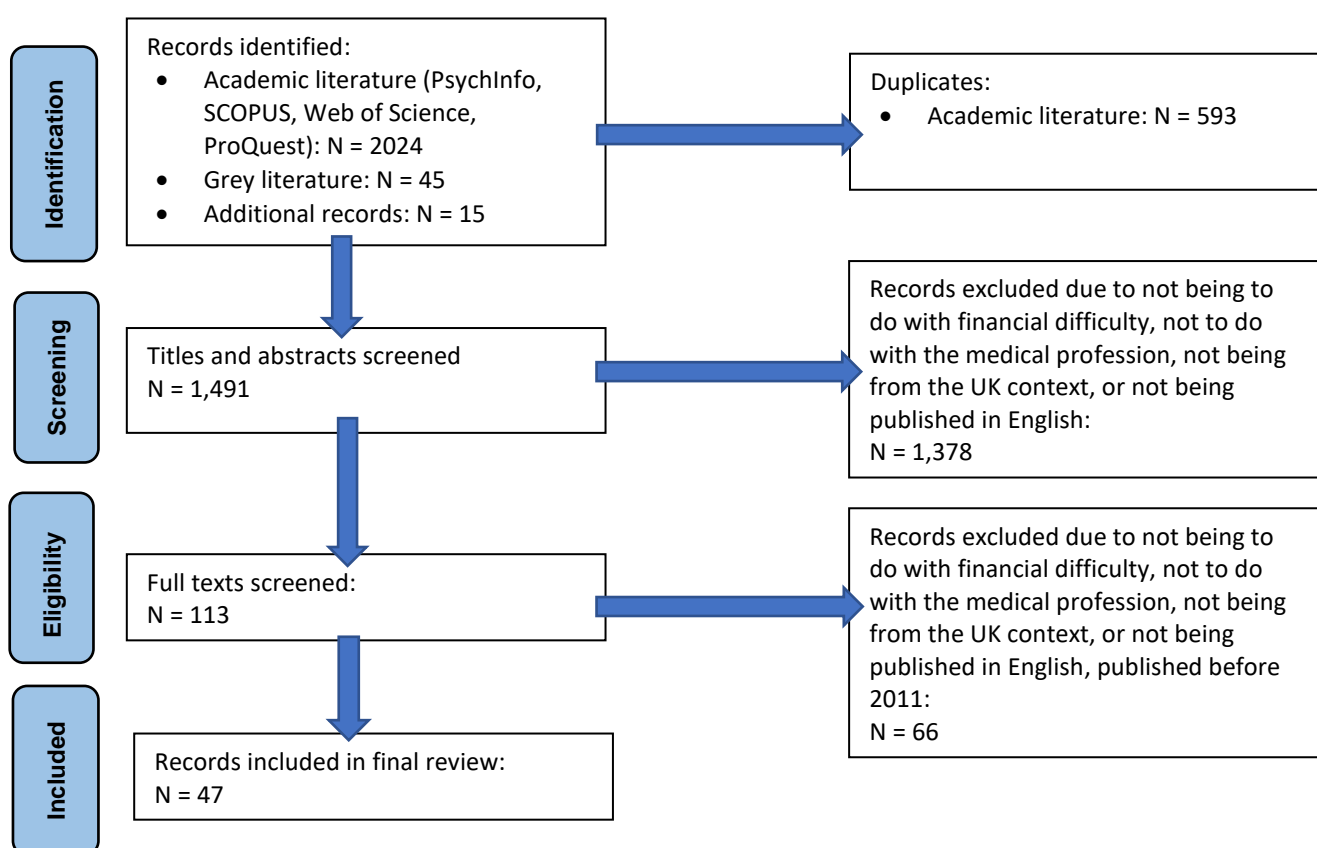 Identification
Records identified:
• Academic literature (PsychInfo,
SCOPUS, Web of Science,
ProQuest): N = 2024
• Grey literature: N = 45
• Additional records: N = 15
Duplicates:
• Academic literature: N = 593
Screening
Titles and abstracts screened
N = 1,491
Records excluded due to not being to
do with financial difficulty, not to do
with the medical profession, not being
from the UK context, or not being
published in English:
N = 1,378
Eligibility
Full texts screened:
N = 113
Records excluded due to not being to
do with financial difficulty, not to do
with the medical profession, not being
from the UK context, or not being
published in English, published before
2011:
N = 66
Included
Records included in final review:
N = 47